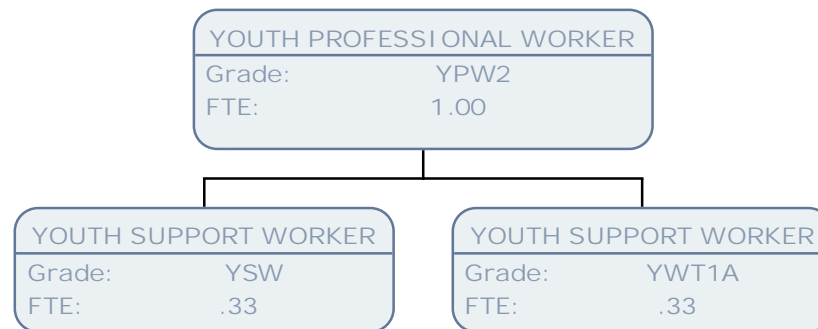 YOUTH PROFESSIONAL WORKER
Grade: YPW2
FTE: 1.00
YOUTH SUPPORT WORKER
Grade: YSW
FTE: .33
YOUTH SUPPORT WORKER
Grade: YWT1A
FTE: .33